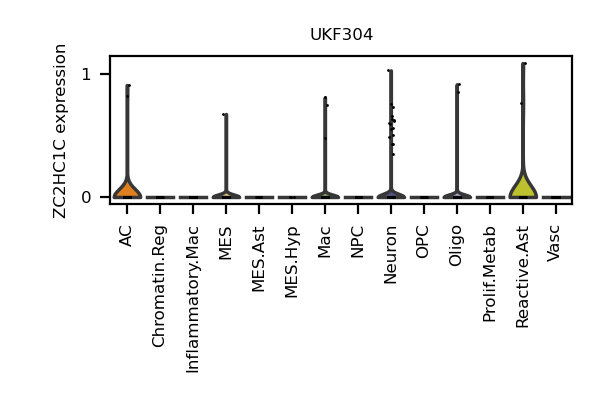 UKF304
ZC2HC1C expression
1
0
AC
Chromatin.Reg
Inflammatory.Mac
MES
MES.Ast
MES.Hyp
Mac
NPC
Neuron
OPC
Oligo
Prolif.Metab
Reactive.Ast
Vasc